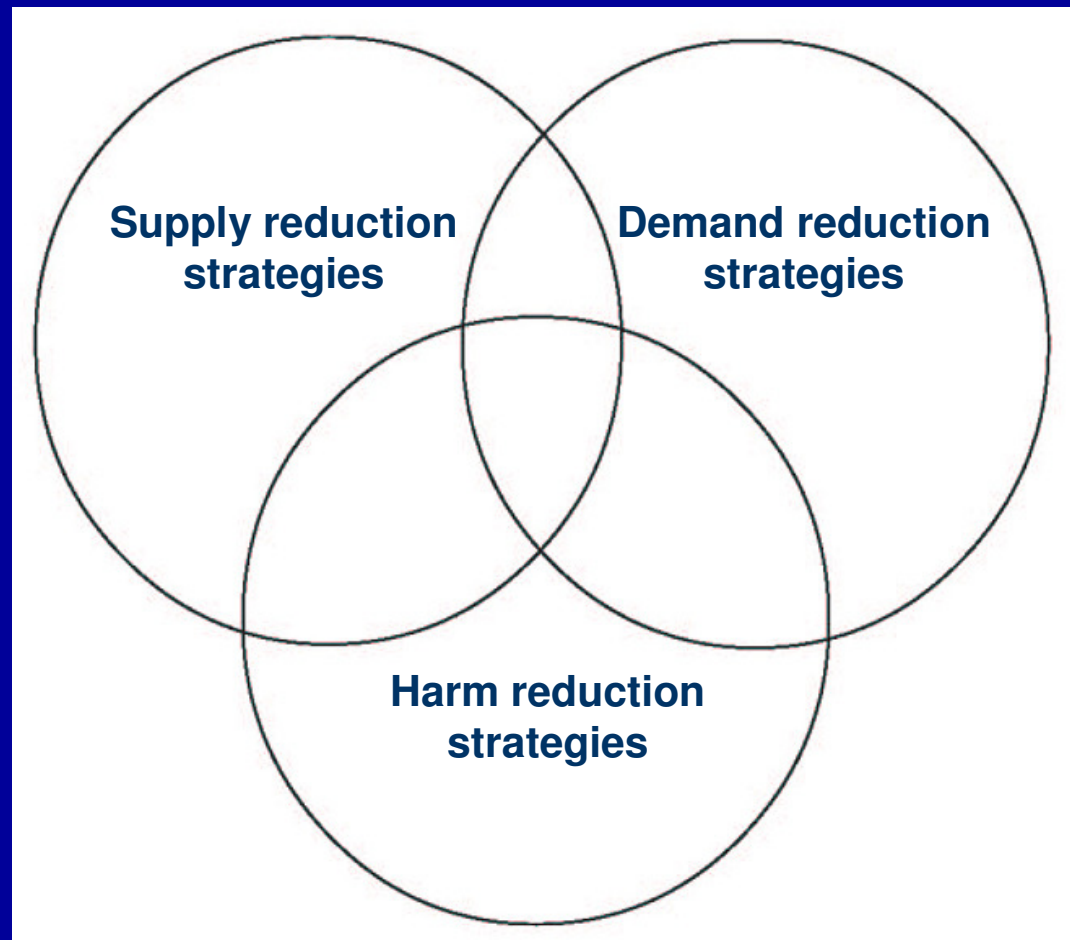 Supply reduction
strategies
Demand reduction
strategies
Harm reduction
strategies